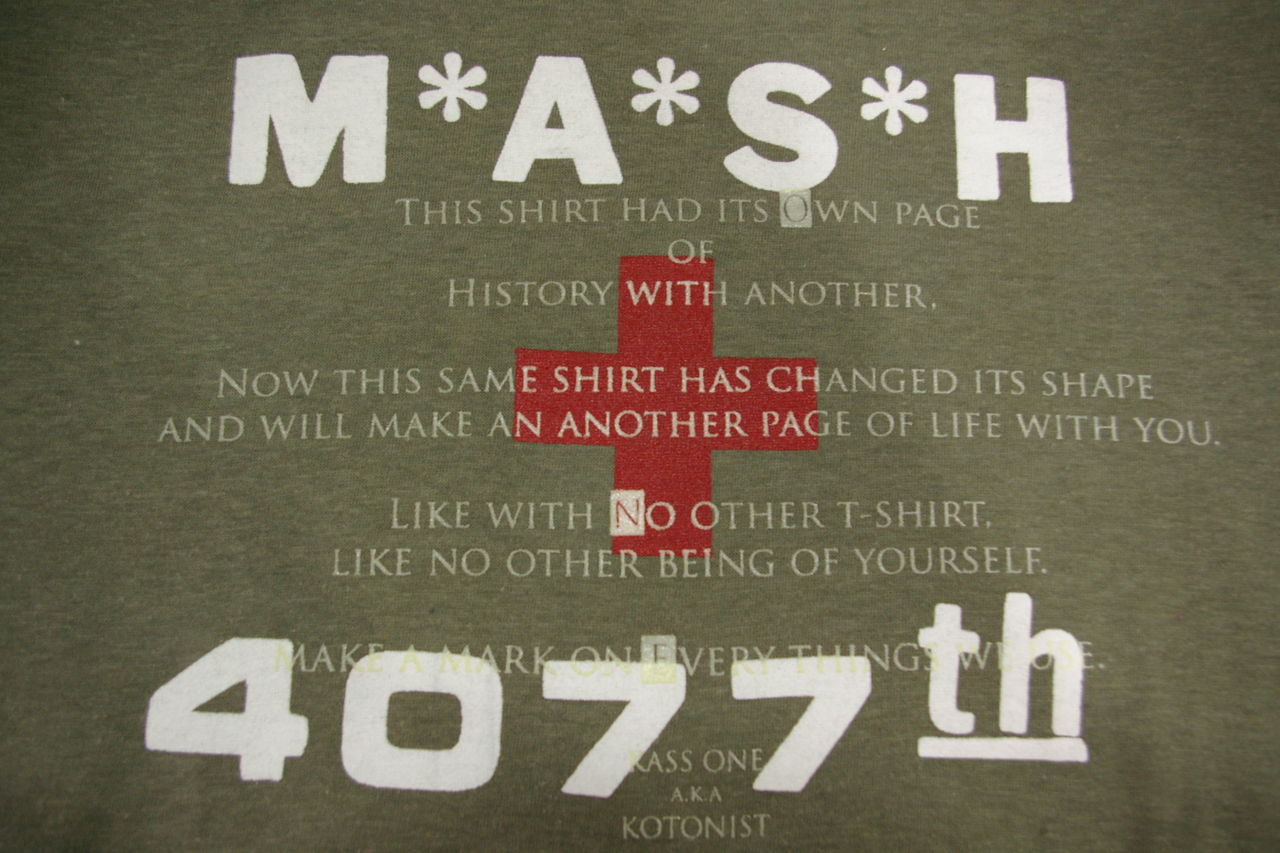 M*A*S*H
THIS SHIRT HAD ITS OWN PAGE
OF
HISTORY WITH ANOTHER,
NOW THIS SAME SHIRT HAS CHANGED ITS SHAPE
AND WILL MAKE AN ANOTHER PAGE OF LIFE WITH YOU.
LIKE WITH NO OTHER T-SHIRT,
LIKE NO OTHER BEING OF YOURSELF.
MAKE A MARK ON EVERY THINGS WE USE.
4077th
RASS ONE
A.K.A
KOTONIST